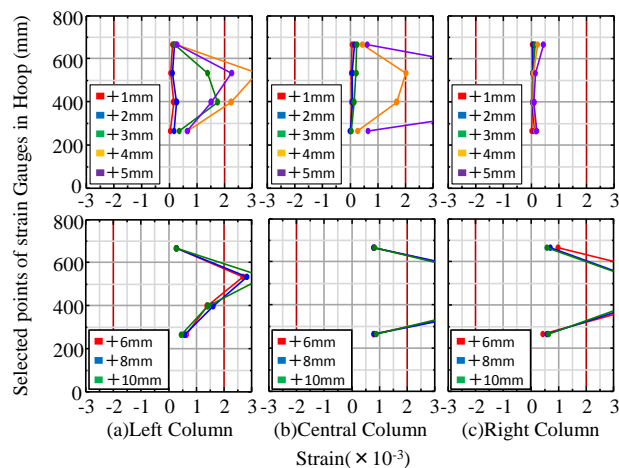 Selected points of strain Gauges in Hoop (mm)
800
600
400
200
0
+1mm
+2mm
+3mm
+4mm
+5mm
+1mm
+2mm
+3mm
+4mm
+5mm
+1mm
+2mm
+3mm
+4mm
+5mm
-3 -2 -1 0 1 2 3 -2 -1 0 1 2 3 -2 -1 0 1 2 3
800
600
400
200
0
+6mm
+8mm
+10mm
+6mm
+8mm
+10mm
+6mm
+8mm
+10mm
-3 -2 -1 0 1 2 -3 -2 -1 0 1 2 -3 -2 -1 0 1 2 3
(a)Left Column (b)Central Column (c)Right Column
Strain(×10-3)